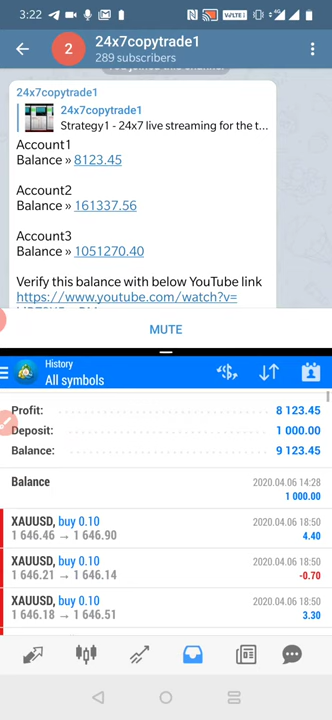 3:22
VoLTE
4G
2
24x7copytrade1
289 subscribers
24x7copytrade1
24x7copytrade1
Strategy1 - 24x7 live streaming for the t...
Account1
Balance » 8123.45
Account2
Balance » 161337.56
Account3
Balance » 1051270.40
Verify this balance with below YouTube link
https://www.youtube.com/watch?v=
MUTE
History
All symbols
Profit: 8 123.45
Deposit: 1 000.00
Balance: 9 123.45
Balance 2020.04.06 14:28
1 000.00
XAUUSD, buy 0.10 2020.04.06 18:50
1 646.46 → 1 646.90 4.40
XAUUSD, buy 0.10 2020.04.06 18:50
1 646.21 → 1 646.14 -0.70
XAUUSD, buy 0.10 2020.04.06 18:50
1 646.18 → 1 646.51 3.30